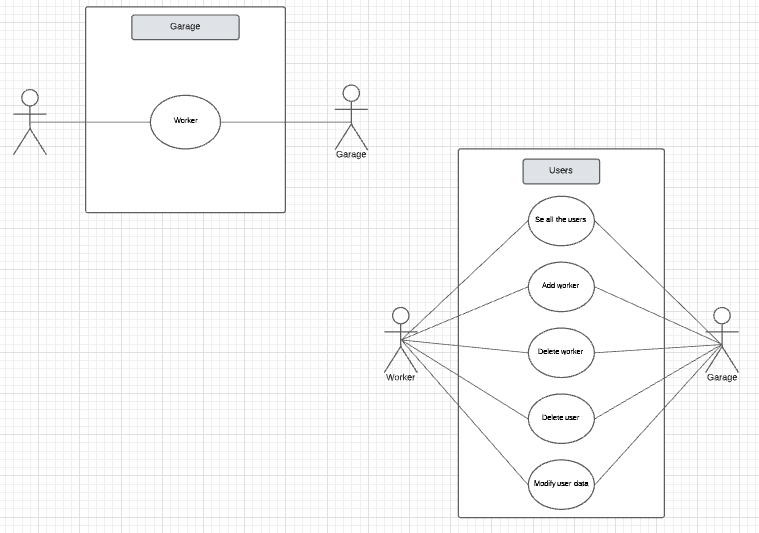 Garage
Worker
Garage
Users
Se all the users
Add worker
Delete worker
Delete user
Modify user data
Worker
Garage